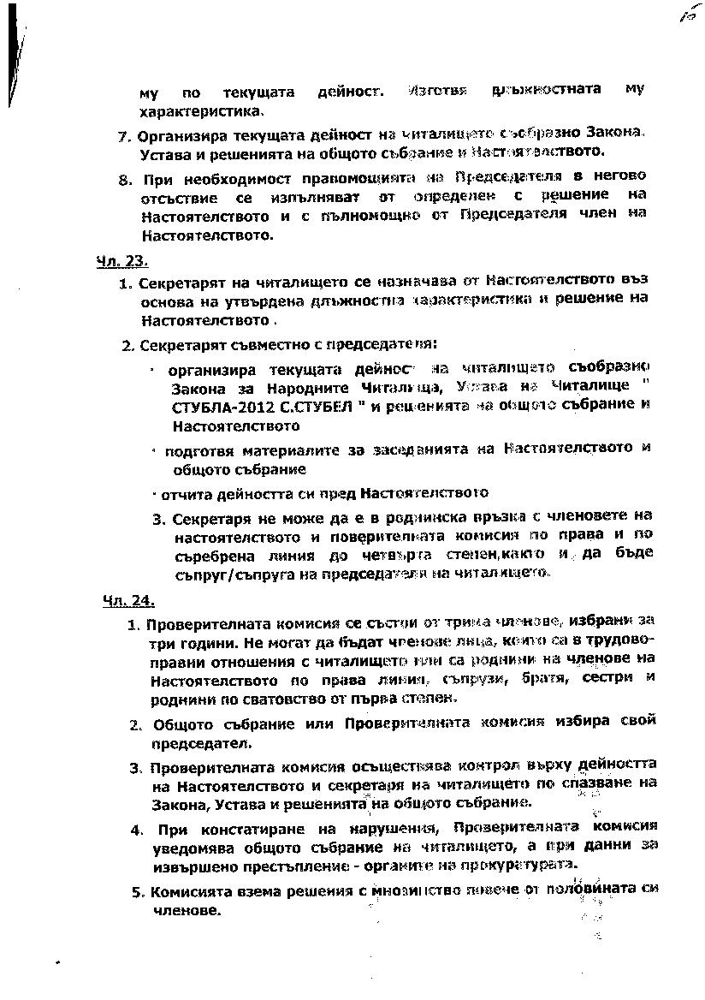 10
му по текущата дейност. Изготвя длъжностната му
характеристика.
7. Организира текущата дейност на читалището съобразно Закона,
Устава и решенията на общото събрание и Настоятелството.
8. При необходимост правомощията на Председателя в негово
отсъствие се изпълняват от определен с решение на
Настоятелството и с пълномощно от Председателя член на
Настоятелството.
Чл. 23.
1. Секретарят на читалището се назначава от Настоятелството въз
основа на утвърдена длъжностна характеристика и решение на
Настоятелството .
2. Секретарят съвместно с председателя:
· организира текущата дейност на читалището съобразно
Закона за Народните Читалища, Устава на Читалище "
СТУБЛА-2012 С.СТУБЕЛ " и решенията на общото събрание и
Настоятелството
· подготвя материалите за заседанията на Настоятелството и
общото събрание
· отчита дейността си пред Настоятелството
3. Секретаря не може да е в роднинска връзка с членовете на
настоятелството и поверителната комисия по права и по
съребрена линия до четвърта степен,както и да бъде
съпруг/съпруга на председателя на читалището.
Чл. 24.
1. Проверителната комисия се състои от трима членове, избрани за
три години. Не могат да бъдат членове лица, които са в трудово-
правни отношения с читалището или са роднини на членове на
Настоятелството по права линия, съпрузи, братя, сестри и
роднини по сватовство от първа степен.
2. Общото събрание или Проверителната комисия избира свой
председател.
3. Проверителната комисия осъществява контрол върху дейността
на Настоятелството и секретаря на читалището по спазване на
Закона, Устава и решенията на общото събрание.
4. При констатиране на нарушения, Проверителната комисия
уведомява общото събрание на читалището, а при данни за
извършено престъпление - органите на прокуратурата.
5. Комисията взема решения с мнозинство повече от половината си
членове.